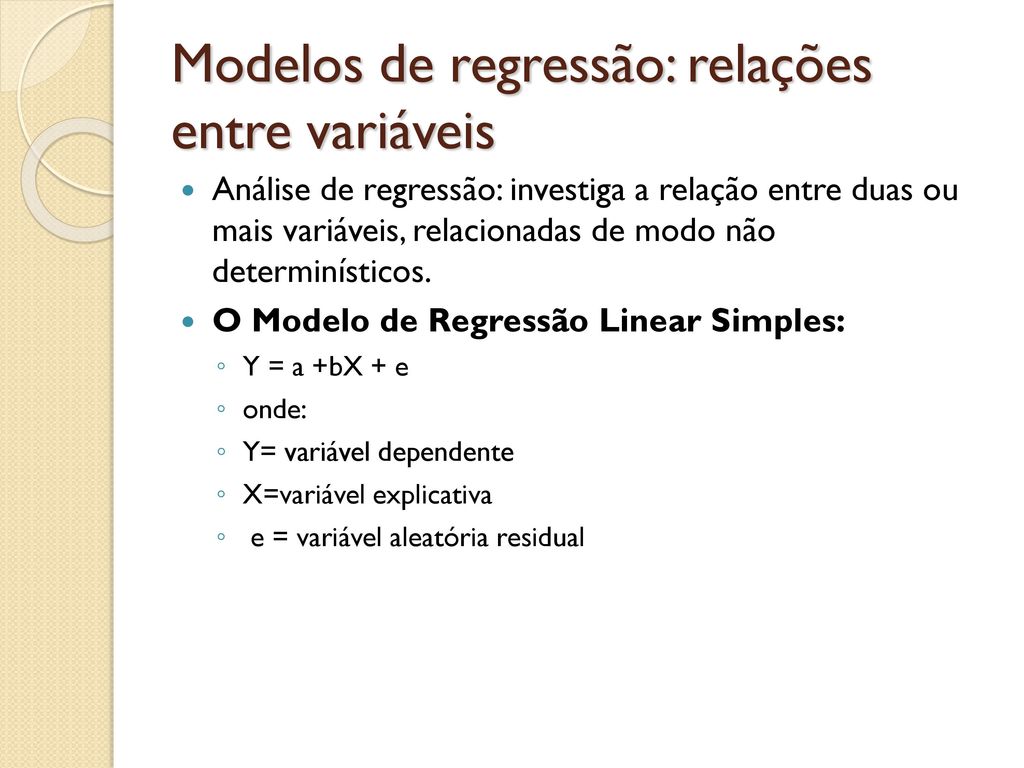 Modelos de regressão: relações
entre variáveis
• Análise de regressão: investiga a relação entre duas ou
mais variáveis, relacionadas de modo não
determinísticos.
• O Modelo de Regressão Linear Simples:
◦ Y = a +bX + e
◦ onde:
◦ Y= variável dependente
◦ X=variável explicativa
◦ e = variável aleatória residual